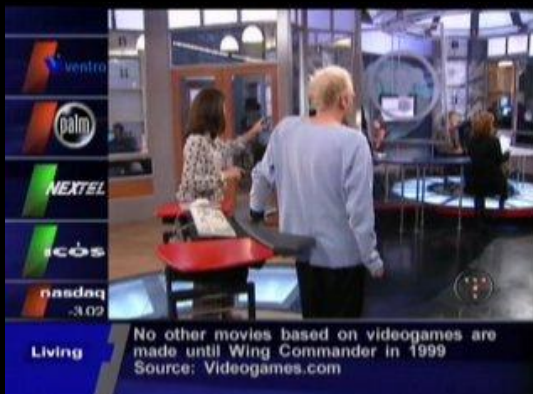 ventro
palm
NEXTEL
ICOS
nasdaq
-3.02
Living
No other movies based on videogames are
made until Wing Commander in 1999
Source: Videogames.com